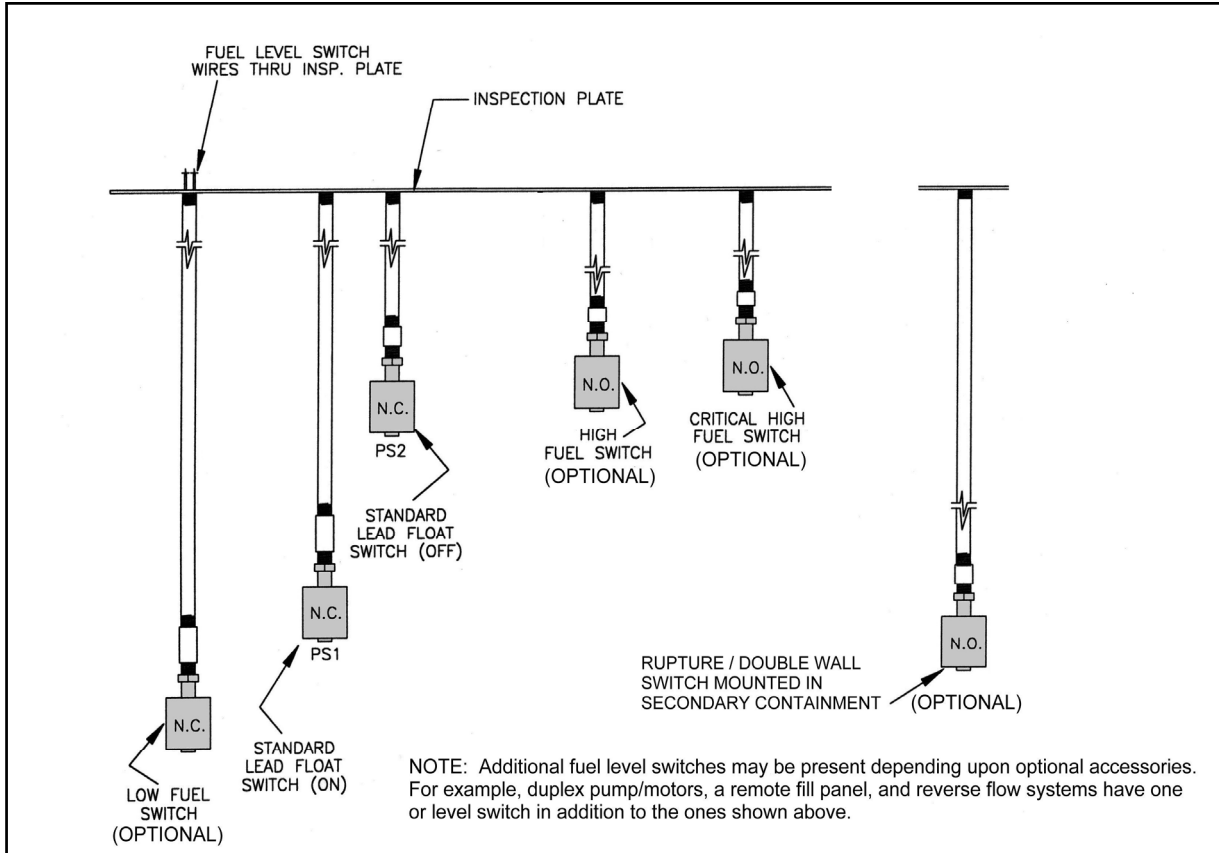 FUEL LEVEL SWITCH
WIRES THRU INSP. PLATE
INSPECTION PLATE
N.C.
PS2
N.O.
N.O.
HIGH
FUEL SWITCH
(OPTIONAL)
CRITICAL HIGH
FUEL SWITCH
(OPTIONAL)
STANDARD
LEAD FLOAT
SWITCH (OFF)
N.C.
PS1
N.O.
RUPTURE / DOUBLE WALL
SWITCH MOUNTED IN
SECONDARY CONTAINMENT
(OPTIONAL)
N.C.
STANDARD
LEAD FLOAT
SWITCH (ON)
LOW FUEL
SWITCH
(OPTIONAL)
NOTE: Additional fuel level switches may be present depending upon optional accessories.
For example, duplex pump/motors, a remote fill panel, and reverse flow systems have one
or level switch in addition to the ones shown above.